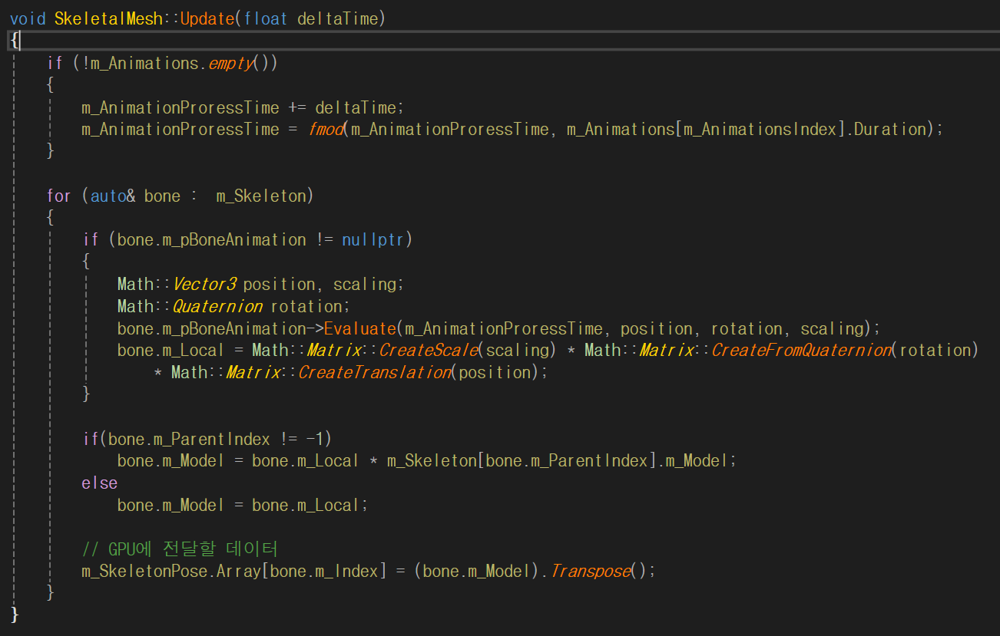 void SkeletalMesh::Update(float deltaTime)
{
if (!m_Animations.empty())
{
m_AnimationProressTime += deltaTime;
m_AnimationProressTime = fmod(m_AnimationProressTime, m_Animations[m_AnimationsIndex].Duration);
}
for (auto& bone :  m_Skeleton)
{
if (bone.m_pBoneAnimation != nullptr)
{
Math::Vector3 position, scaling;
Math::Quaternion rotation;
bone.m_pBoneAnimation->Evaluate(m_AnimationProressTime, position, rotation, scaling);
bone.m_Local = Math::Matrix::CreateScale(scaling) * Math::Matrix::CreateFromQuaternion(rotation)
* Math::Matrix::CreateTranslation(position);
}
if(bone.m_ParentIndex != -1)
bone.m_Model = bone.m_Local * m_Skeleton[bone.m_ParentIndex].m_Model;
else
bone.m_Model = bone.m_Local;
// GPU에 전달할 데이터
m_SkeletonPose.Array[bone.m_Index] = (bone.m_Model).Transpose();
}
}